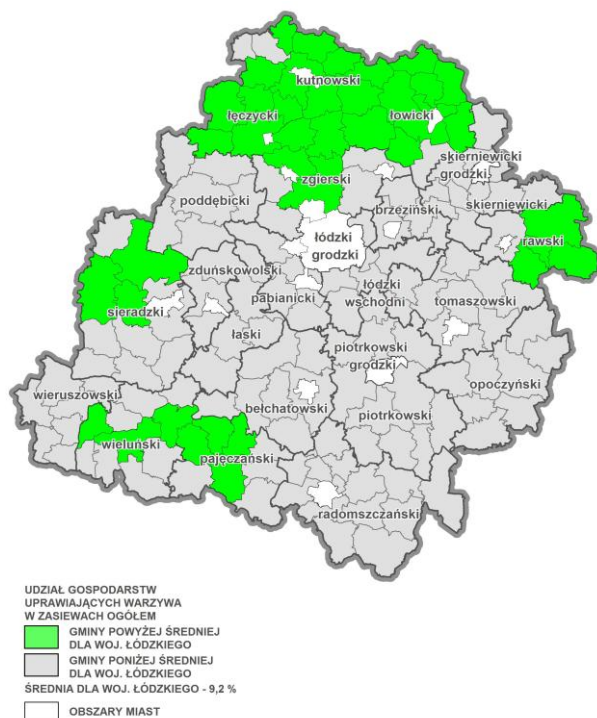 kutnowski
łęczycki
łowicki
skierniewicki
grodzki
zgierski
poddębicki
brzeziński
skierniewicki
rawski
łódzki
grodzki
zduńskowolski
łódzki
wschodni
pabianicki
tomaszowski
sieradzki
łaski
piotrkowski
grodzki
opoczyński
wieruszowski
bełchatowski
piotrkowski
wieluński
pajęczański
radomszczański
UDZIAŁ GOSPODARSTW
UPRAWIAJĄCYCH WARZYWA
W ZASIEWACH OGÓŁEM
GMINY POWYŻEJ ŚREDNIEJ
DLA WOJ. ŁÓDZKIEGO
GMINY PONIŻEJ ŚREDNIEJ
DLA WOJ. ŁÓDZKIEGO
ŚREDNIA DLA WOJ. ŁÓDZKIEGO - 9,2 %
OBSZARY MIAST